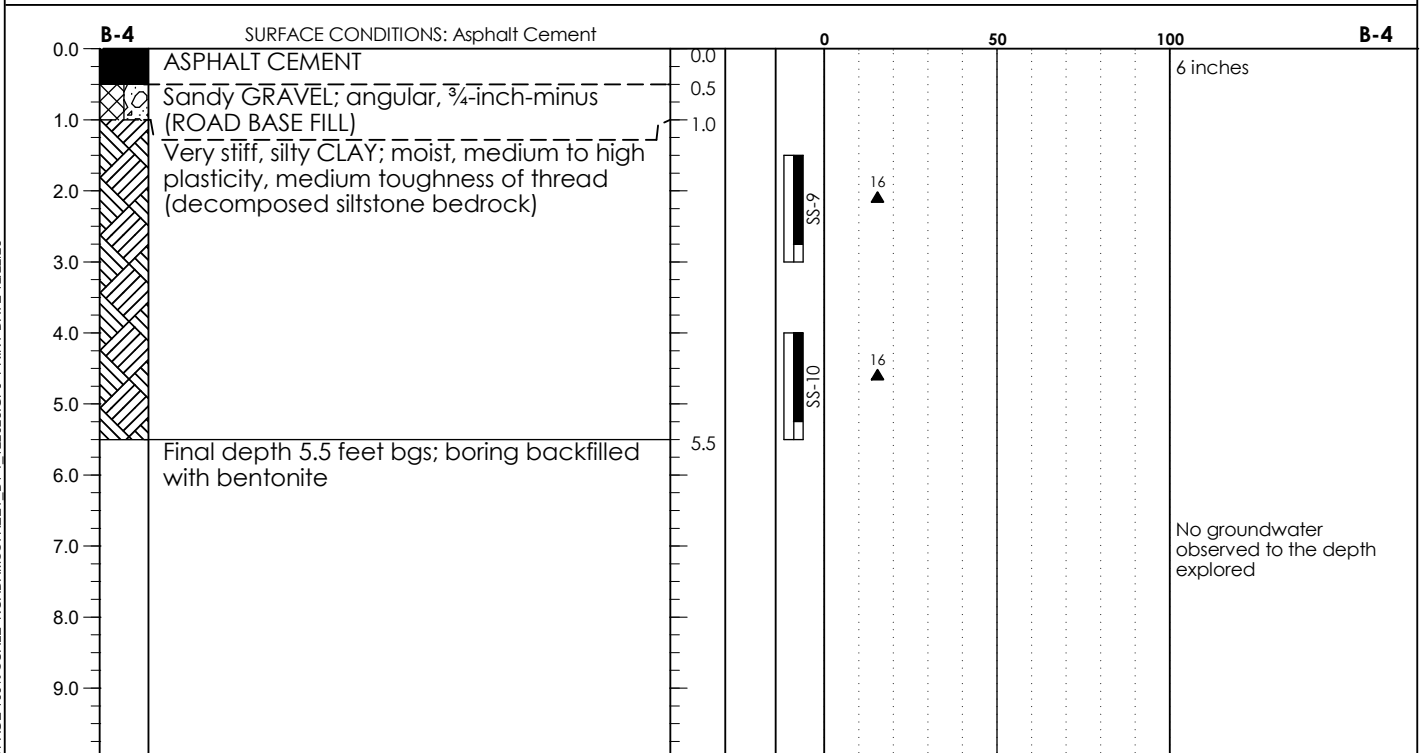 B-4 SURFACE CONDITIONS: Asphalt Cement 0 50 100 B-4
0.0 ASPHALT CEMENT 0.0 6 inches
0.5
Sandy GRAVEL; angular, ¾-inch-minus
1.0 (ROAD BASE FILL) 1.0
Very stiff, silty CLAY; moist, medium to high
plasticity, medium toughness of thread
2.0 (decomposed siltstone bedrock) SS-9 16
3.0
4.0
SS-10 16
5.0
5.5
Final depth 5.5 feet bgs; boring backfilled
6.0 with bentonite
7.0 No groundwater
observed to the depth
explored
8.0
9.0